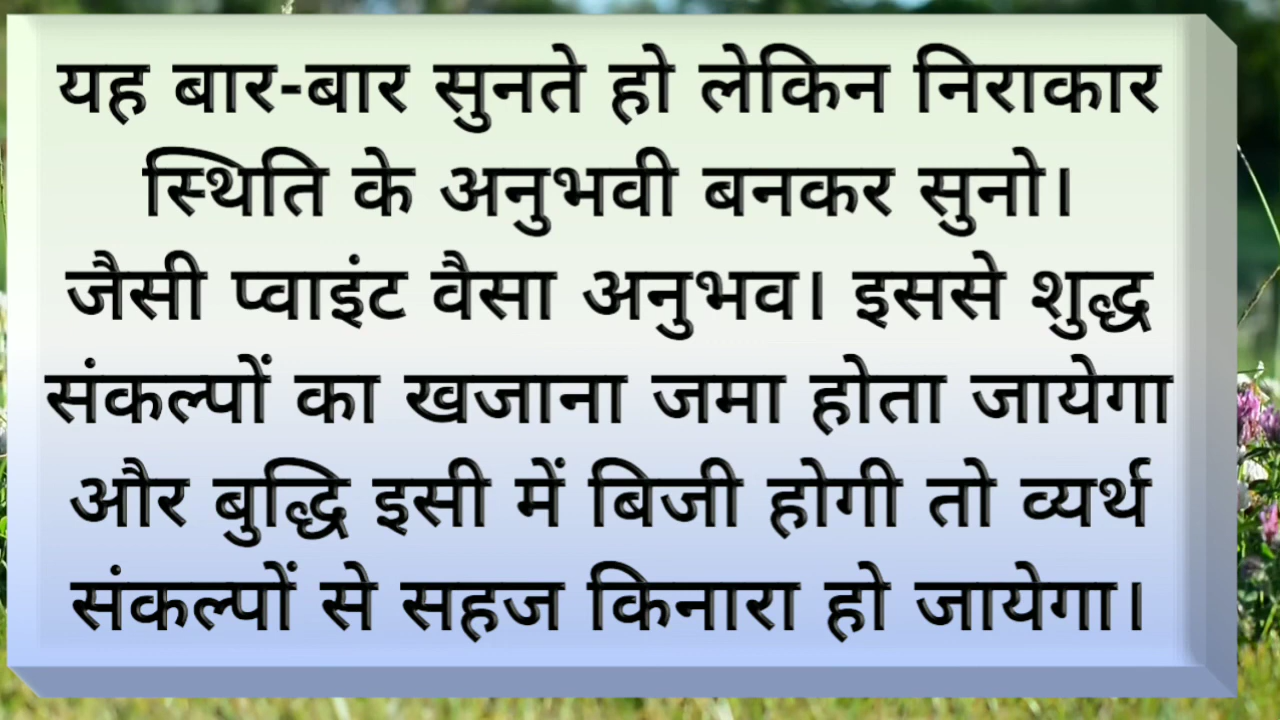 यह बार-बार सुनते हो लेकिन निराकार
स्थिति के अनुभवी बनकर सुनो।
जैसी प्वाइंट वैसा अनुभव। इससे शुद्ध
संकल्पों का खजाना जमा होता जायेगा
और बुद्धि इसी में बिजी होगी तो व्यर्थ
संकल्पों से सहज किनारा हो जायेगा।